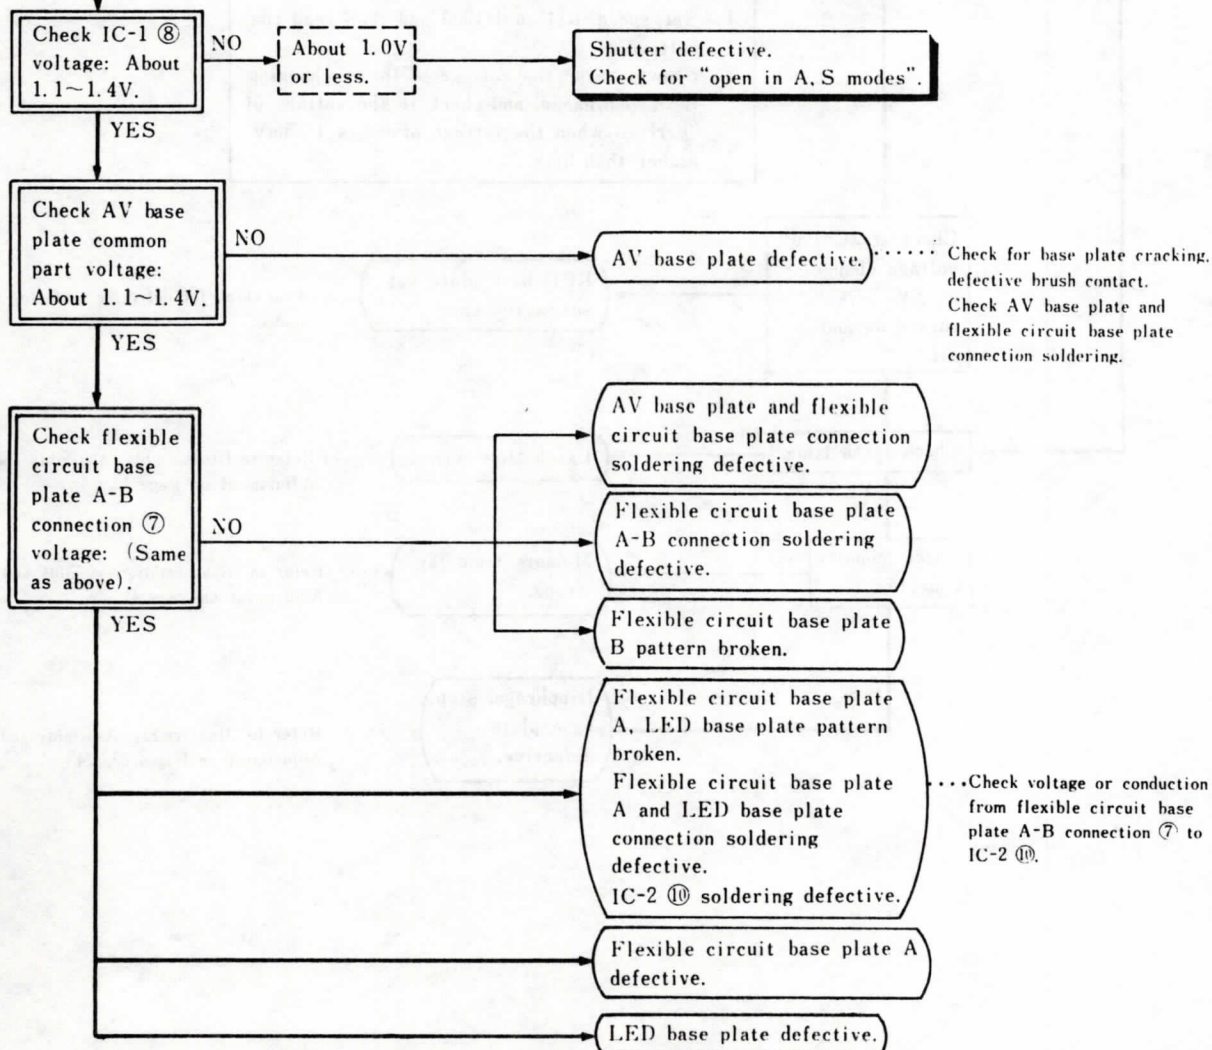 Check IC-1 ⑧
voltage: About
1.1~1.4V.
NO
About 1.0V
or less.
Shutter defective.
Check for "open in A, S modes".
YES
Check AV base
plate common
part voltage:
About 1.1~1.4V.
NO
AV base plate defective.
Check for base plate cracking,
defective brush contact.
Check AV base plate and
flexible circuit base plate
connection soldering.
YES
Check flexible
circuit base
plate A-B
connection ⑦
voltage: (Same
as above).
NO
AV base plate and flexible
circuit base plate connection
soldering defective.
Flexible circuit base plate
A-B connection soldering
defective.
Flexible circuit base plate
B pattern broken.
YES
Flexible circuit base plate
A, LED base plate pattern
broken.
Flexible circuit base plate
A and LED base plate
connection soldering
defective.
IC-2 ⑩ soldering defective.
Check voltage or conduction
from flexible circuit base
plate A-B connection ⑦ to
IC-2 ⑩.
Flexible circuit base plate A
defective.
LED base plate defective.